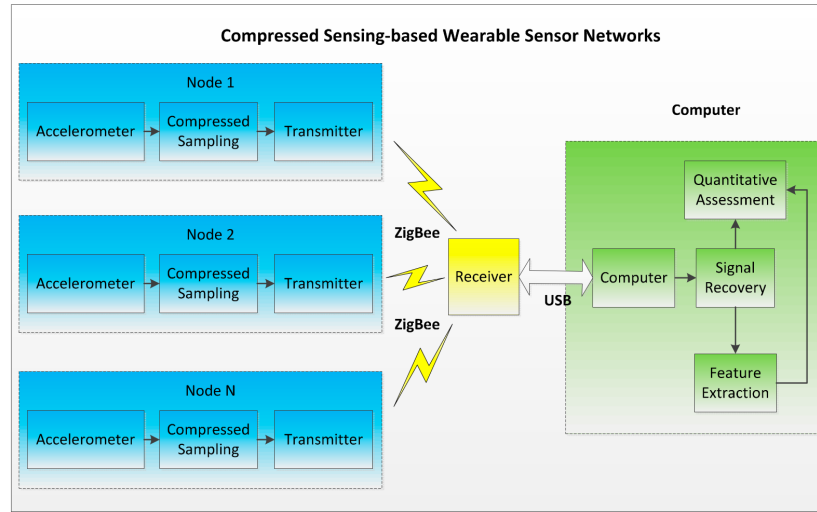 Compressed Sensing-based Wearable Sensor Networks
Node 1
Accelerometer
Compressed
Sampling
Transmitter
Node 2
Accelerometer
Compressed
Sampling
Transmitter
Node N
Accelerometer
Compressed
Sampling
Transmitter
ZigBee
ZigBee
Receiver
USB
Computer
Computer
Signal
Recovery
Quantitative
Assessment
Feature
Extraction